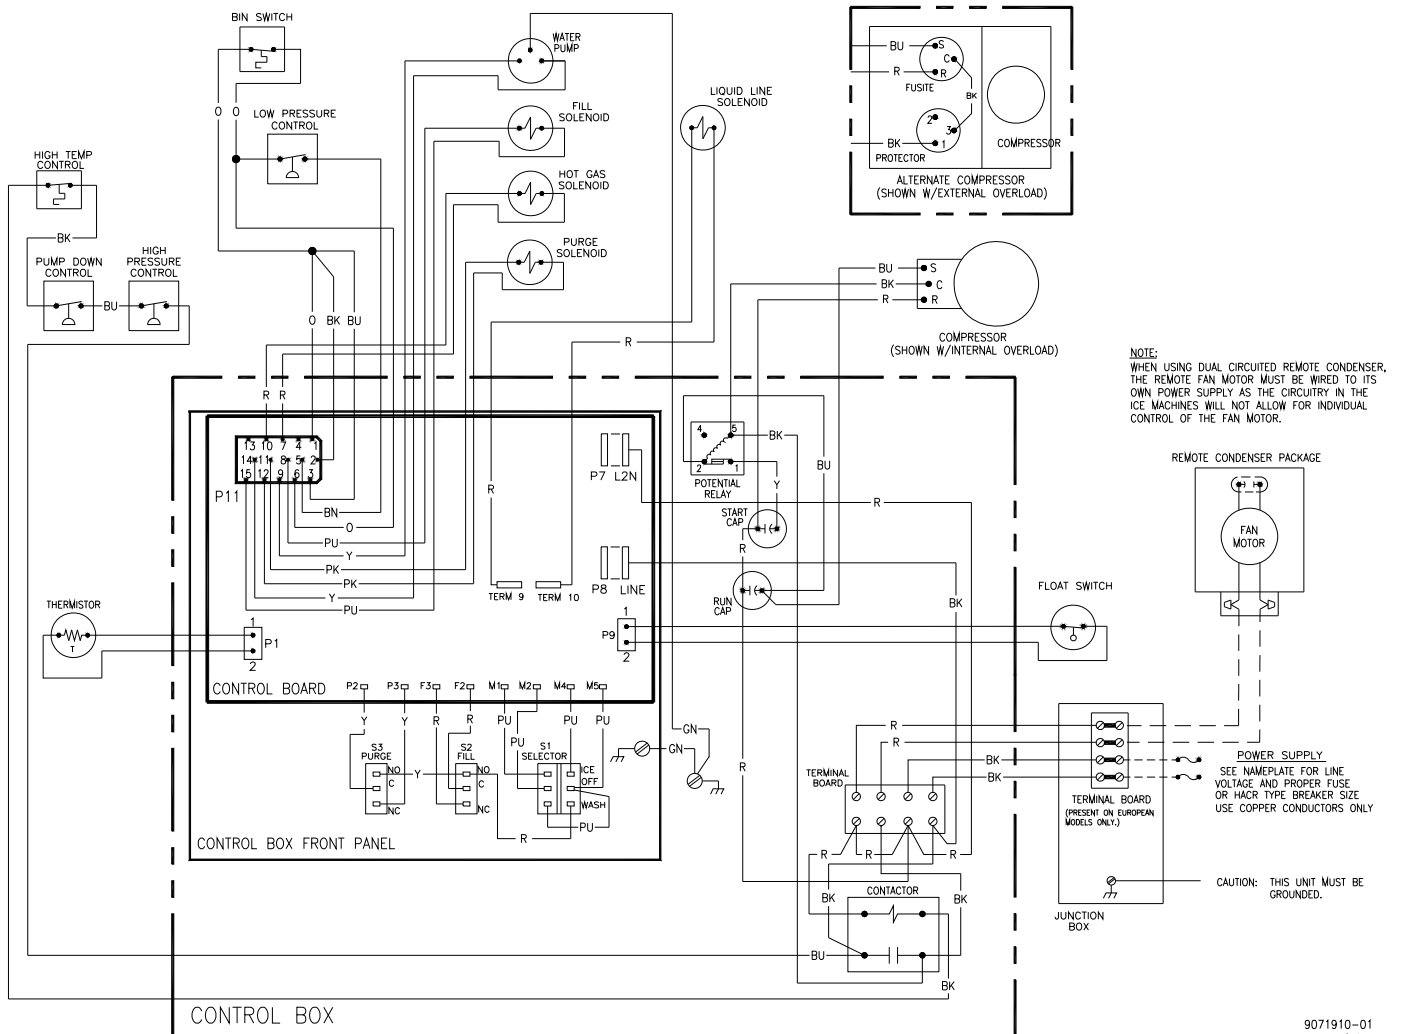 BIN SWITCH
WATER
PUMP
LIQUID LINE
SOLENOID
FILL
SOLENOID
LOW PRESSURE
CONTROL
HIGH TEMP
CONTROL
HOT GAS
SOLENOID
PURGE
SOLENOID
O O
BK
PUMP DOWN
CONTROL
HIGH
PRESSURE
CONTROL
BU
O BK BU
R R
R
BU
R
S
C
R
FUSITE
BK
2
3
1
BK
PROTECTOR
COMPRESSOR
ALTERNATE COMPRESSOR
(SHOWN W/EXTERNAL OVERLOAD)
BU S
BK C
R R
COMPRESSOR
(SHOWN W/INTERNAL OVERLOAD)
NOTE:
WHEN USING DUAL CIRCUITED REMOTE CONDENSER,
THE REMOTE FAN MOTOR MUST BE WIRED TO ITS
OWN POWER SUPPLY AS THE CIRCUITRY IN THE
ICE MACHINES WILL NOT ALLOW FOR INDIVIDUAL
CONTROL OF THE FAN MOTOR.
REMOTE CONDENSER PACKAGE
FAN
MOTOR
13 10 7 4 1
14 11 8 5 2
15 12 9 6 3
P11
BN
O
PU
Y
PK
PK
Y
PU
R
P7 L2N
P8 LINE
TERM 9 TERM 10
4 5
2 1
BK
POTENTIAL
RELAY
Y
BU
START
CAP
R
R
RUN
CAP
BK
FLOAT SWITCH
THERMISTOR
T
1
P1
2
1
P9
2
CONTROL BOARD
P2 P3 F3 F2 M1 M2 M4 M5
Y Y R R PU PU PU PU
S3
PURGE
NO
C
NC
Y
S2
FILL
NO
C
NC
S1
SELECTOR
ICE
OFF
WASH
PU
R
GN
GN
R
CONTROL BOX FRONT PANEL
R
R
BK
BK
TERMINAL
BOARD
R R R R
BK BK
CONTACTOR
BU
BK
CONTROL BOX
TERMINAL BOARD
(PRESENT ON EUROPEAN
MODELS ONLY.)
POWER SUPPLY
SEE NAMEPLATE FOR LINE
VOLTAGE AND PROPER FUSE
OR HACR TYPE BREAKER SIZE
USE COPPER CONDUCTORS ONLY
CAUTION: THIS UNIT MUST BE
GROUNDED.
JUNCTION
BOX
9071910-01